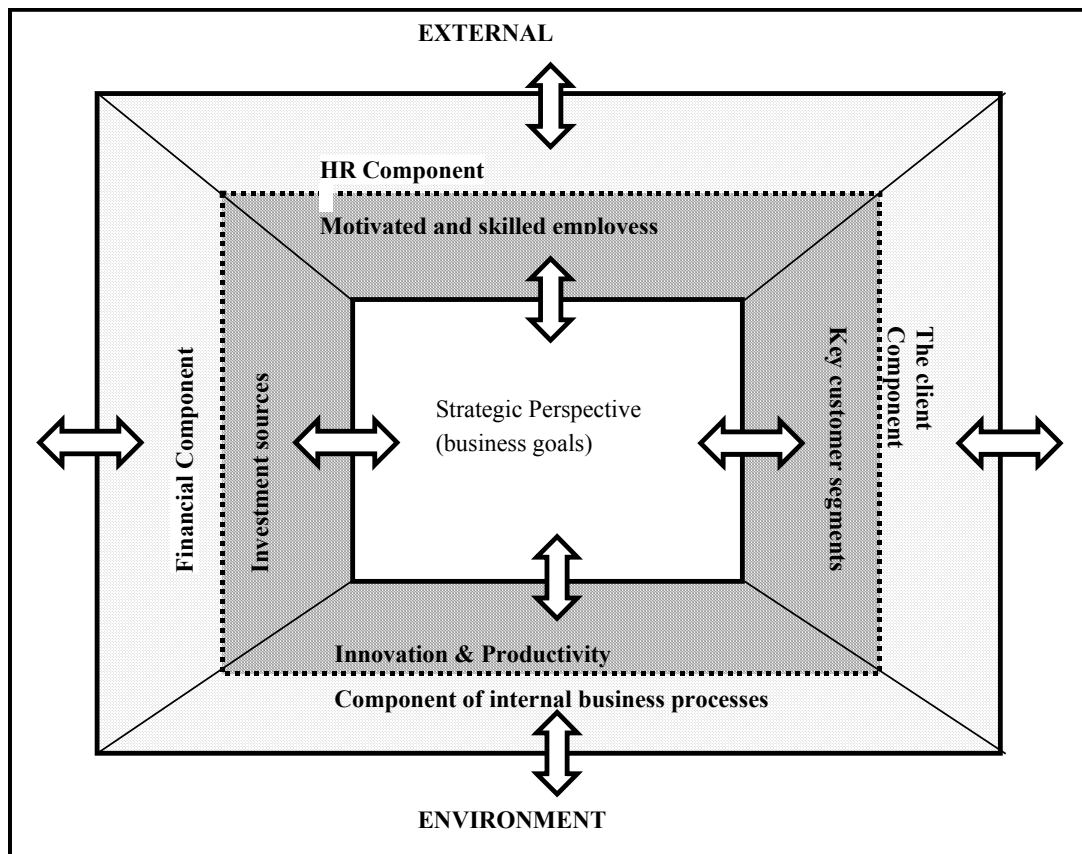 EXTERNAL
HR Component
Motivated and skilled employess
Financial Component
Investment sources
Strategic Perspective
(business goals)
Key customer segments
The client
Component
Innovation & Productivity
Component of internal business processes
ENVIRONMENT